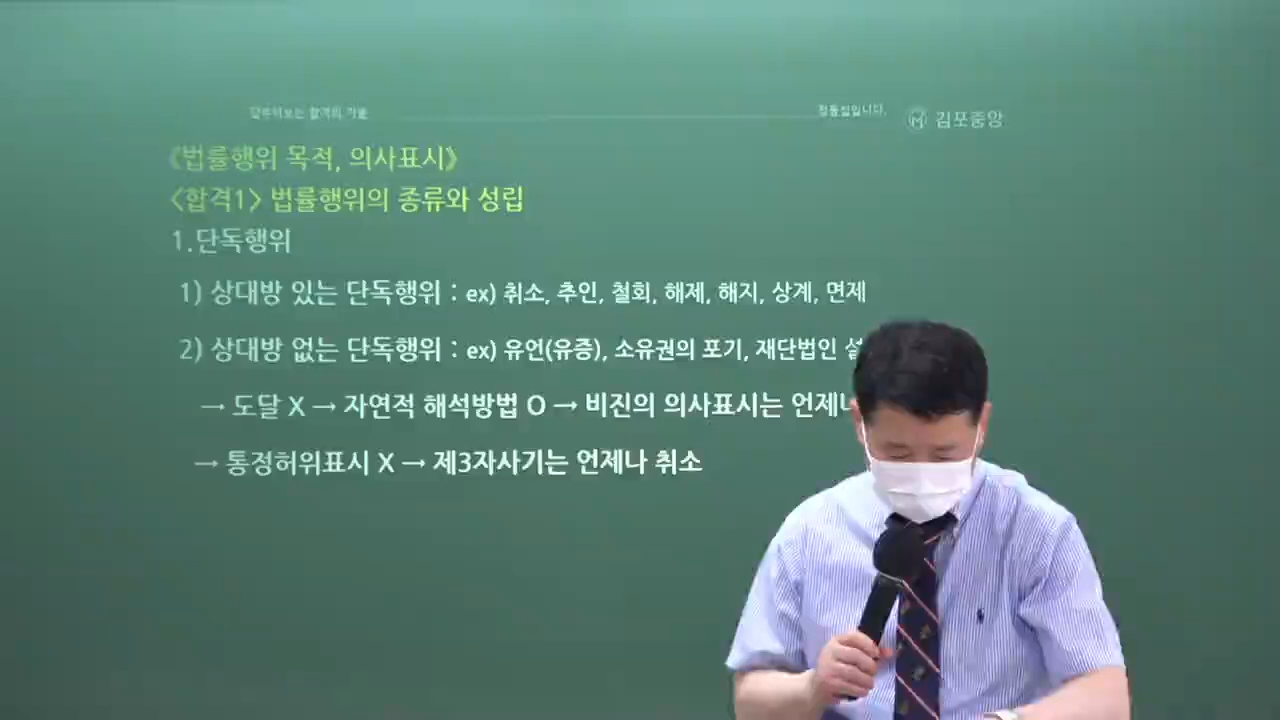 합격의
정동섭입니다.
김포중앙
《법률행위 목적, 의사표시》
<합격1> 법률행위의 종류와 성립
1.단독행위
1) 상대방 있는 단독행위 : ex) 취소, 추인, 철회, 해제, 해지, 상계, 면제
2) 상대방 없는 단독행위 : ex) 유언(유증), 소유권의 포기, 재단법인
→ 도달 X → 자연적 해석방법 O → 비진의 의사표시는
→ 통정허위표시 X → 제3자사기는 언제나 취소